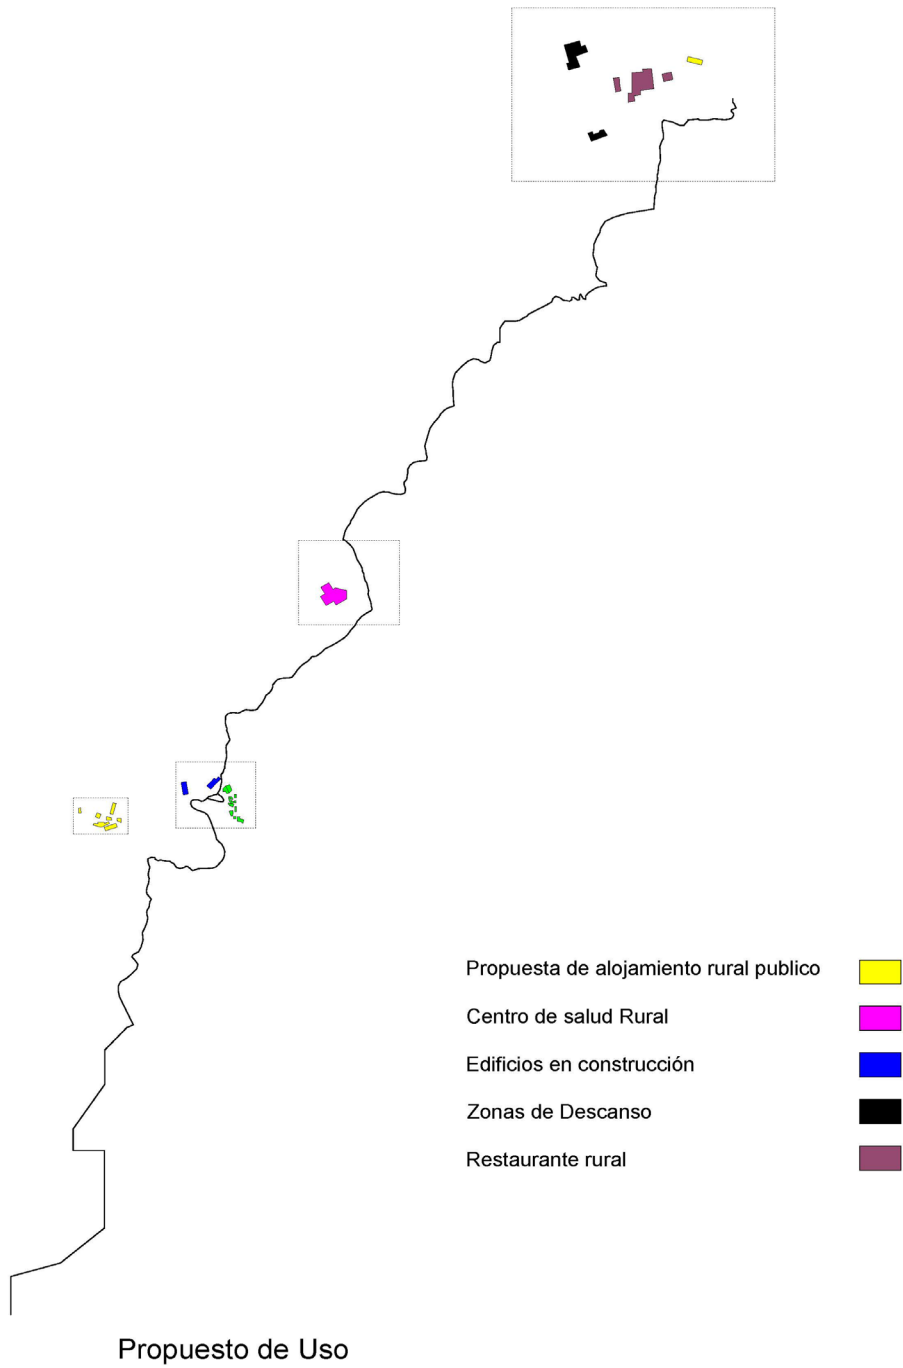 Propuesta de alojamiento rural publico
Centro de salud Rural
Edificios en construcción
Zonas de Descanso
Restaurante rural
Propuesto de Uso